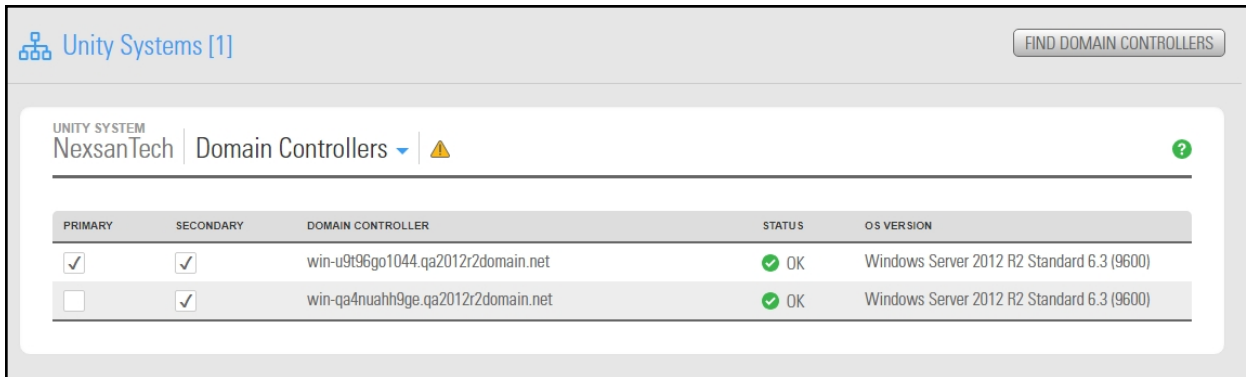 Unity Systems [1]
FIND DOMAIN CONTROLLERS
UNITY SYSTEM
NexsanTech
Domain Controllers
?
PRIMARY SECONDARY DOMAIN CONTROLLER STATUS OS VERSION
win-u9t96go1044.qa2012r2domain.net OK Windows Server 2012 R2 Standard 6.3 (9600)
win-qa4nuahh9ge.qa2012r2domain.net OK Windows Server 2012 R2 Standard 6.3 (9600)